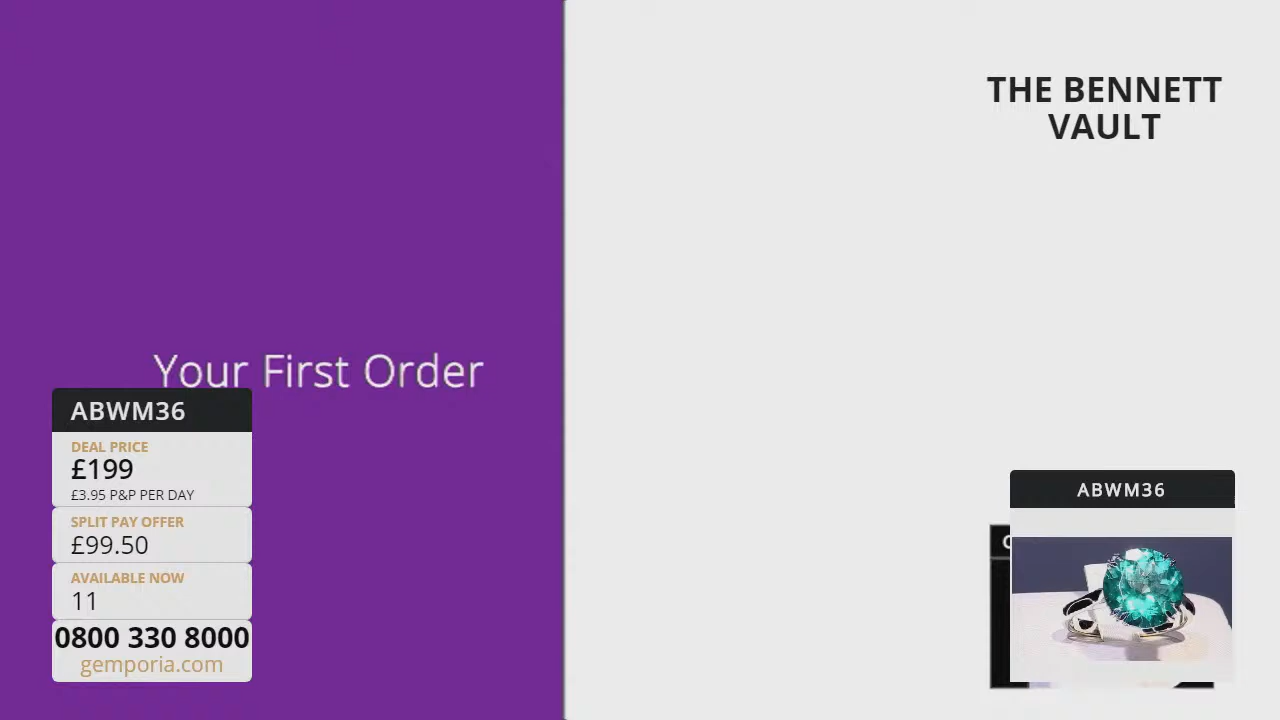 THE BENNETT
VAULT
Your First Order
ABWM36
DEAL PRICE
£199
£3.95 P&P PER DAY
SPLIT PAY OFFER
£99.50
AVAILABLE NOW
11
0800 330 8000
gemporia.com
ABWM36